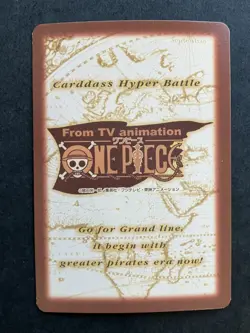 Carddass Hyper Battle
From TV animation
ワンピース
ONE PIECE
Go for Grand line,
it begin with
greater pirates era now!